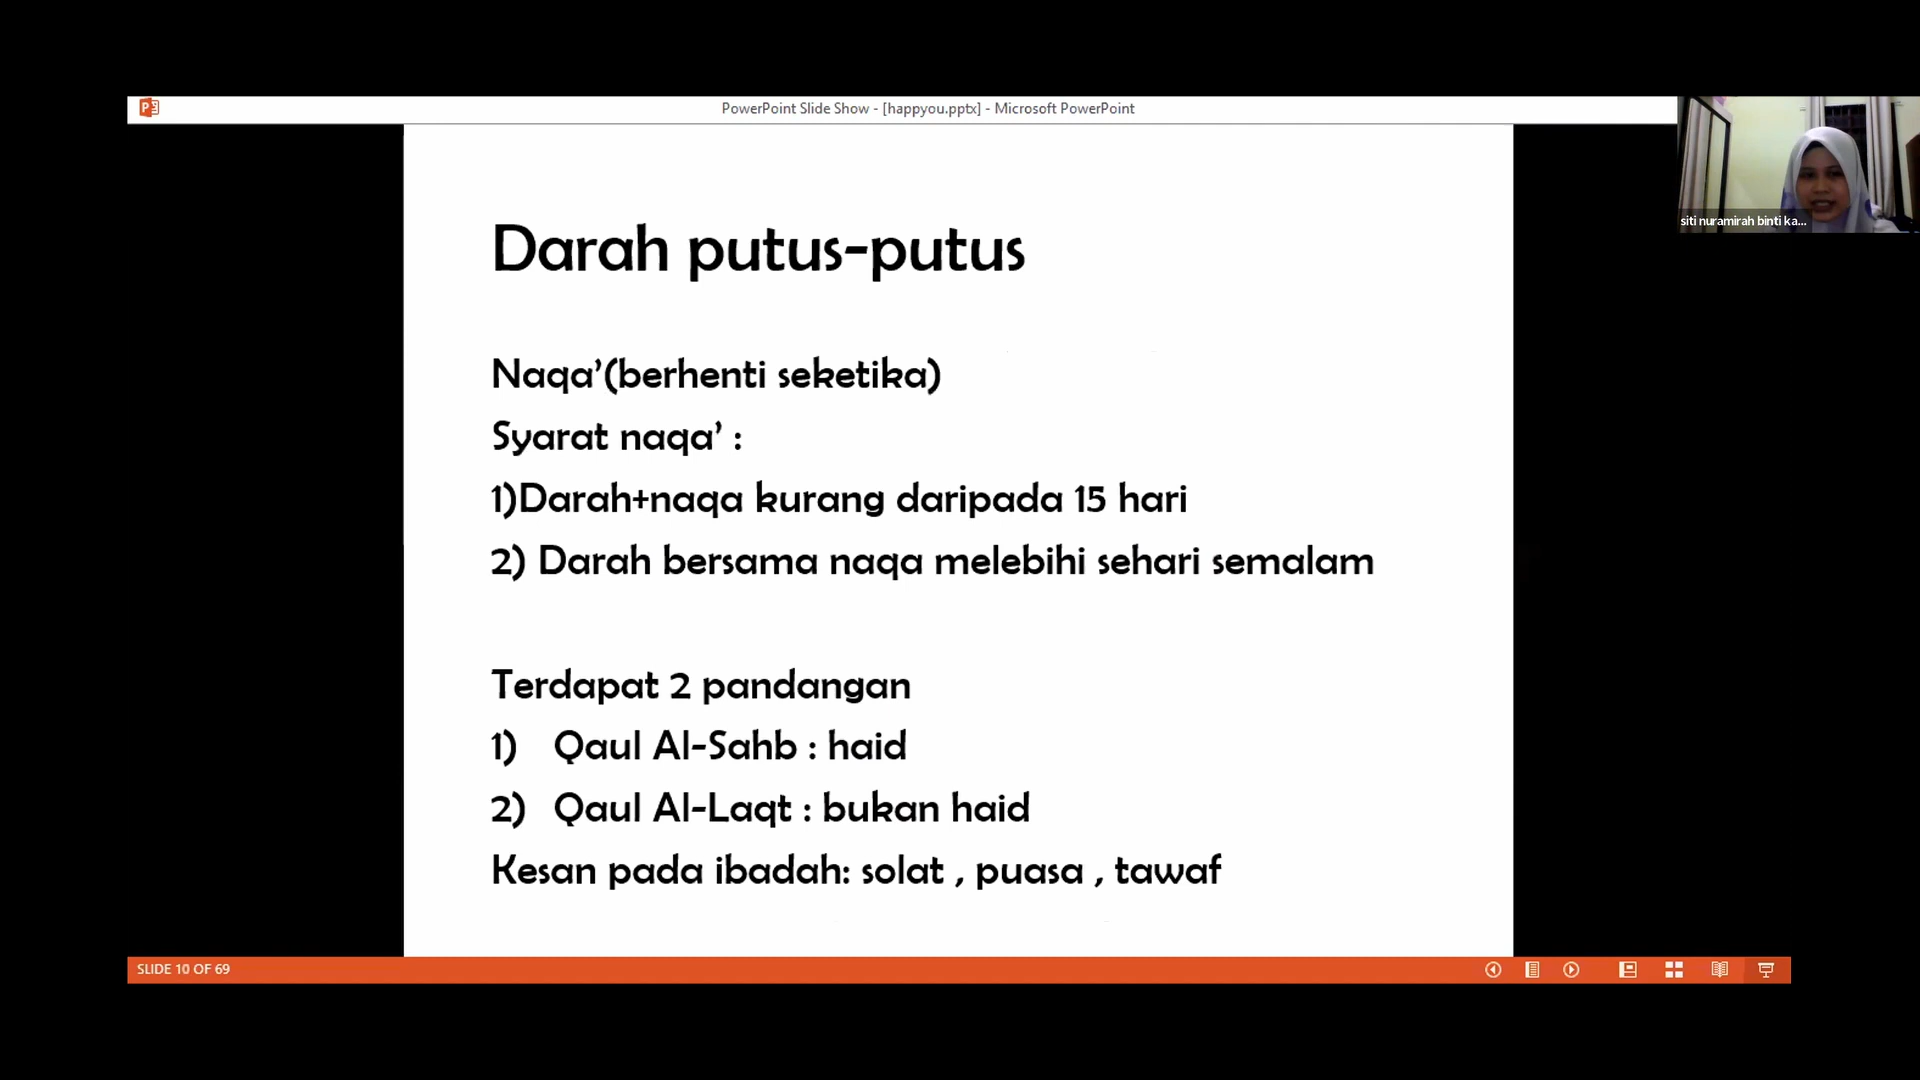 PowerPoint Slide Show - [happyou.pptx] - Microsoft PowerPoint
siti nuramirah binti ka...
Darah putus-putus
Naqa’(berhenti seketika)
Syarat naqa’ :
1)Darah+naqa kurang daripada 15 hari
2) Darah bersama naqa melebihi sehari semalam
Terdapat 2 pandangan
1) Qaul Al-Sahb : haid
2) Qaul Al-Laqt : bukan haid
Kesan pada ibadah: solat , puasa , tawaf
SLIDE 10 OF 69